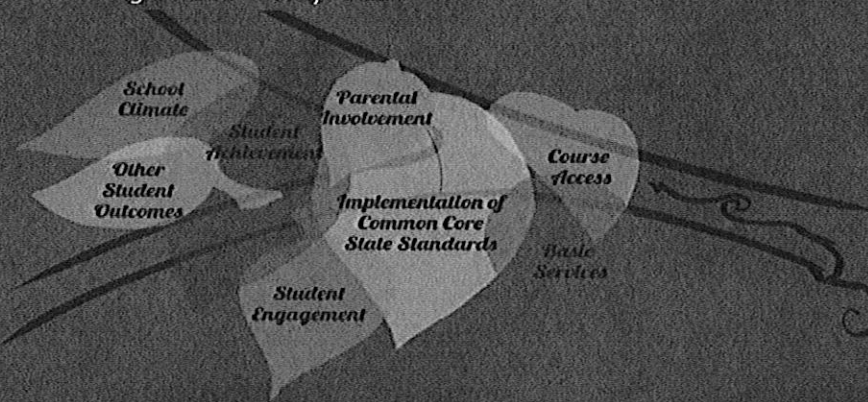 School
Climate
Student
Achievement
Other
Student
Outcomes
Parental
Involvement
Implementation of
Common Core
State Standards
Course
Access
Basic
Services
Student
Engagement